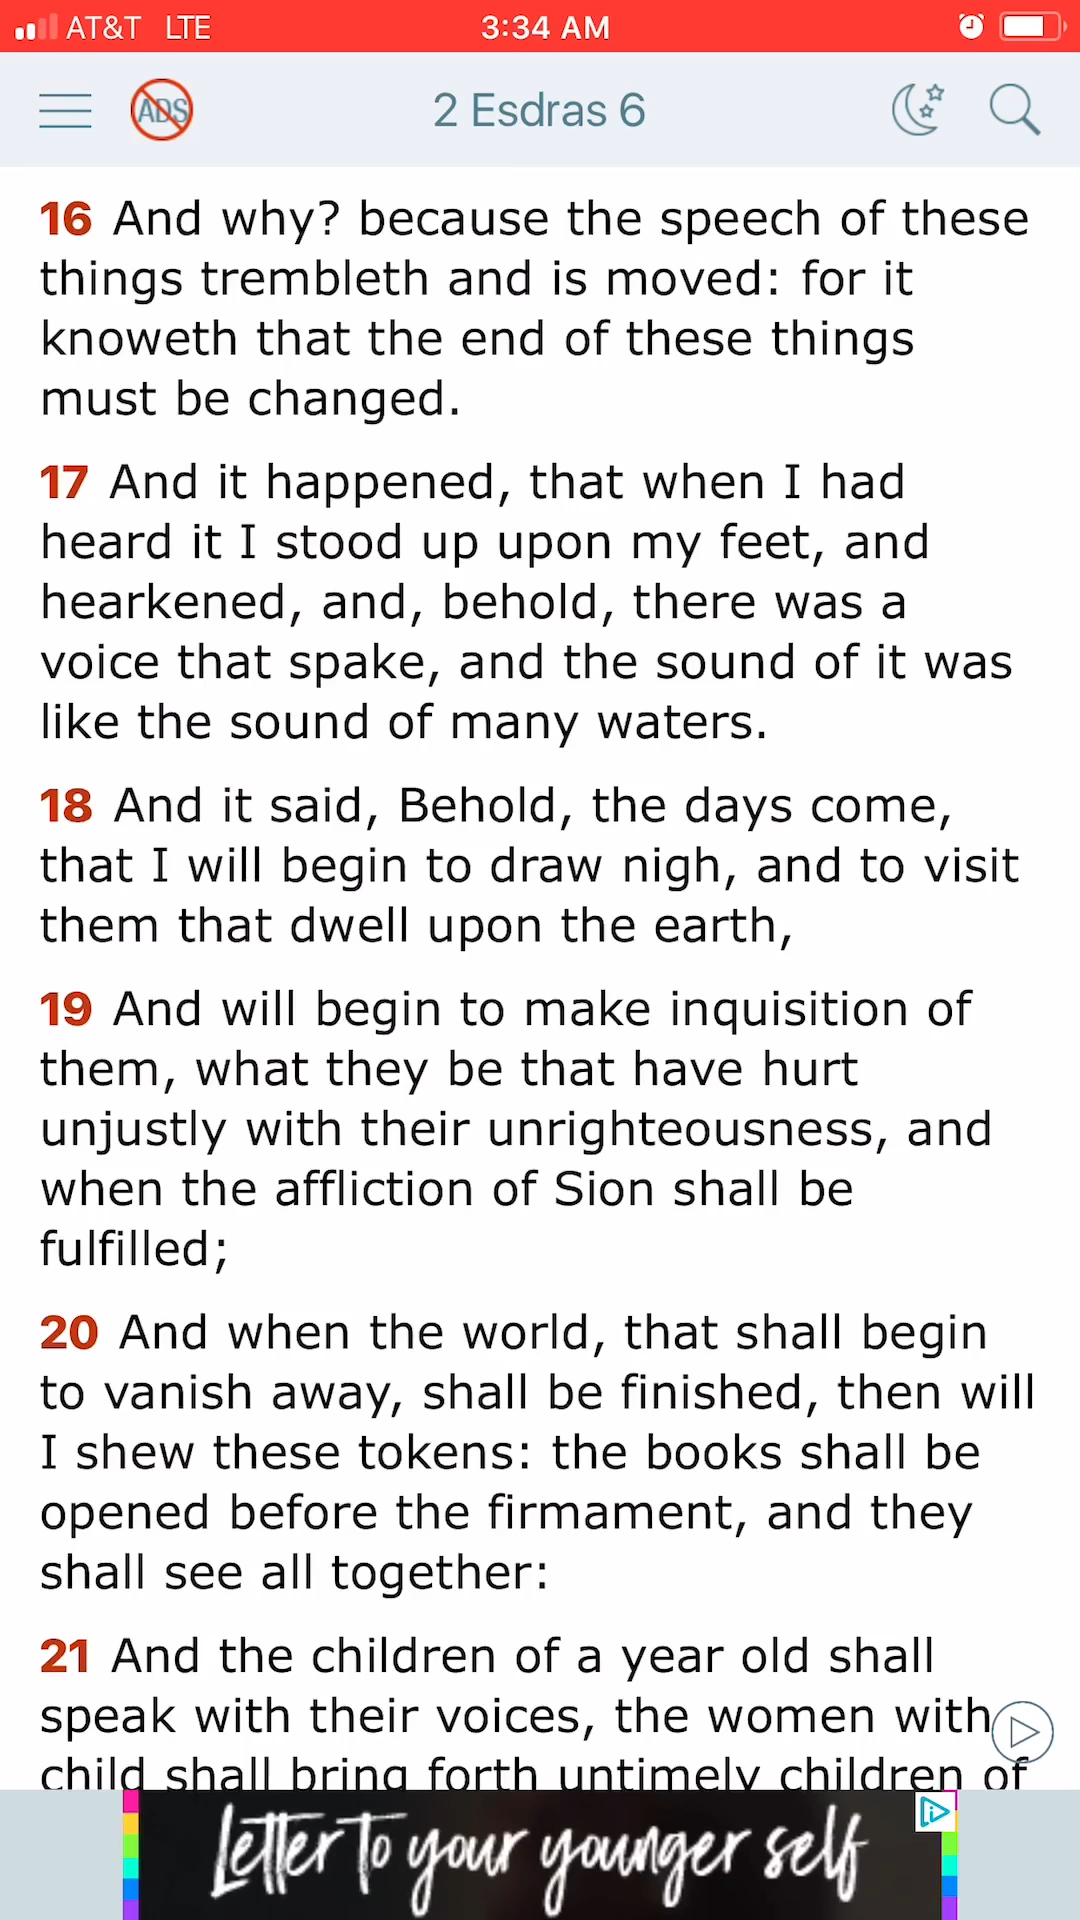 AT&T LTE 3:34 AM
ADS 2 Esdras 6
16 And why? because the speech of these
things trembleth and is moved: for it
knoweth that the end of these things
must be changed.
17 And it happened, that when I had
heard it I stood up upon my feet, and
hearkened, and, behold, there was a
voice that spake, and the sound of it was
like the sound of many waters.
18 And it said, Behold, the days come,
that I will begin to draw nigh, and to visit
them that dwell upon the earth,
19 And will begin to make inquisition of
them, what they be that have hurt
unjustly with their unrighteousness, and
when the affliction of Sion shall be
fulfilled;
20 And when the world, that shall begin
to vanish away, shall be finished, then will
I shew these tokens: the books shall be
opened before the firmament, and they
shall see all together:
21 And the children of a year old shall
speak with their voices, the women with
child shall bring forth untimely children of
Letter to your younger self